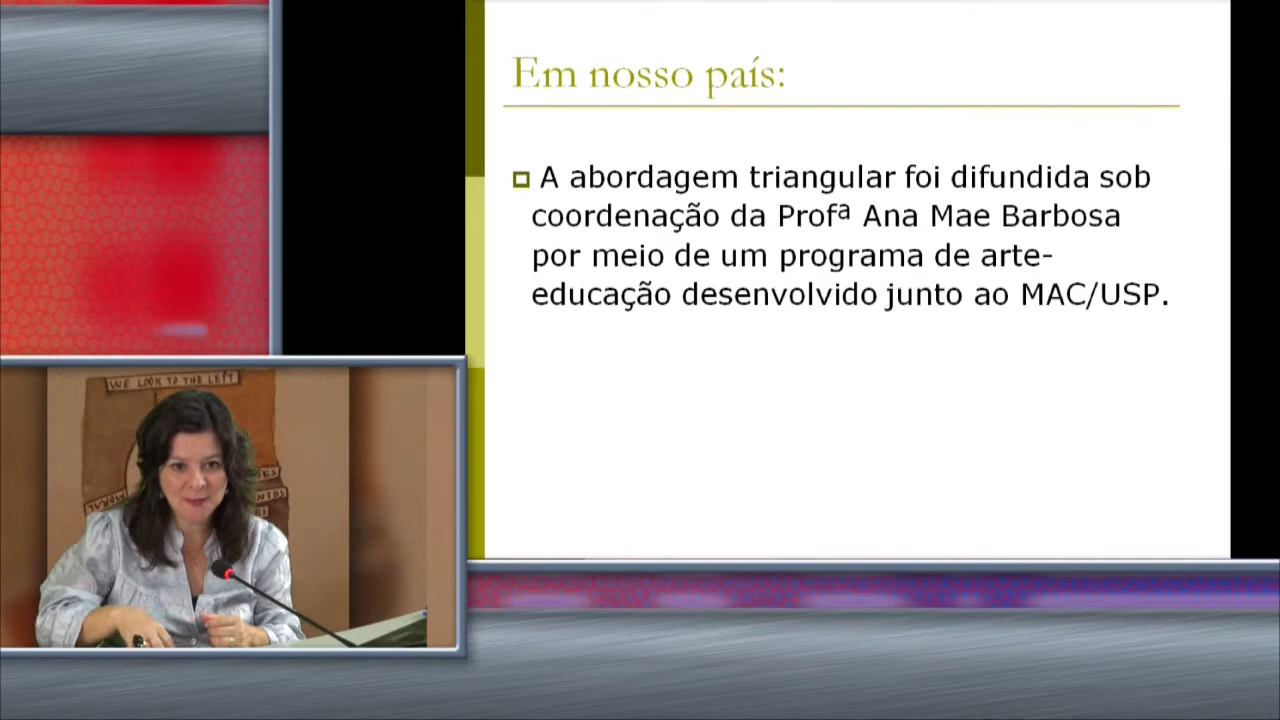 Em nosso país:
A abordagem triangular foi difundida sob
coordenação da Profª Ana Mae Barbosa
por meio de um programa de arte-
educação desenvolvido junto ao MAC/USP.
WE LOOK TO THE LEFT